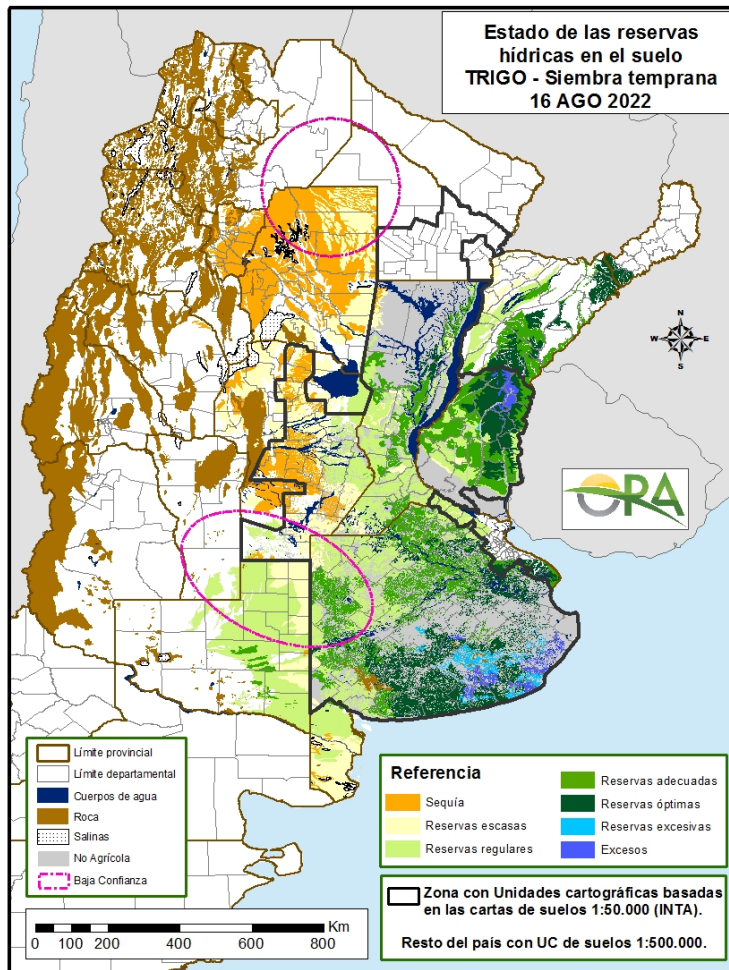 Estado de las reservas
hídricas en el suelo
TRIGO - Siembra temprana
16 AGO 2022
N
W E
S
ORA
Límite provincial
Límite departamental
Cuerpos de agua
Roca
Salinas
No Agrícola
Baja Confianza
Referencia
Sequía
Reservas escasas
Reservas regulares
Reservas adecuadas
Reservas óptimas
Reservas excesivas
Excesos
Zona con Unidades cartográficas basadas
en las cartas de suelos 1:50.000 (INTA).
Resto del país con UC de suelos 1:500.000.
Km
0 100 200 400 600 800